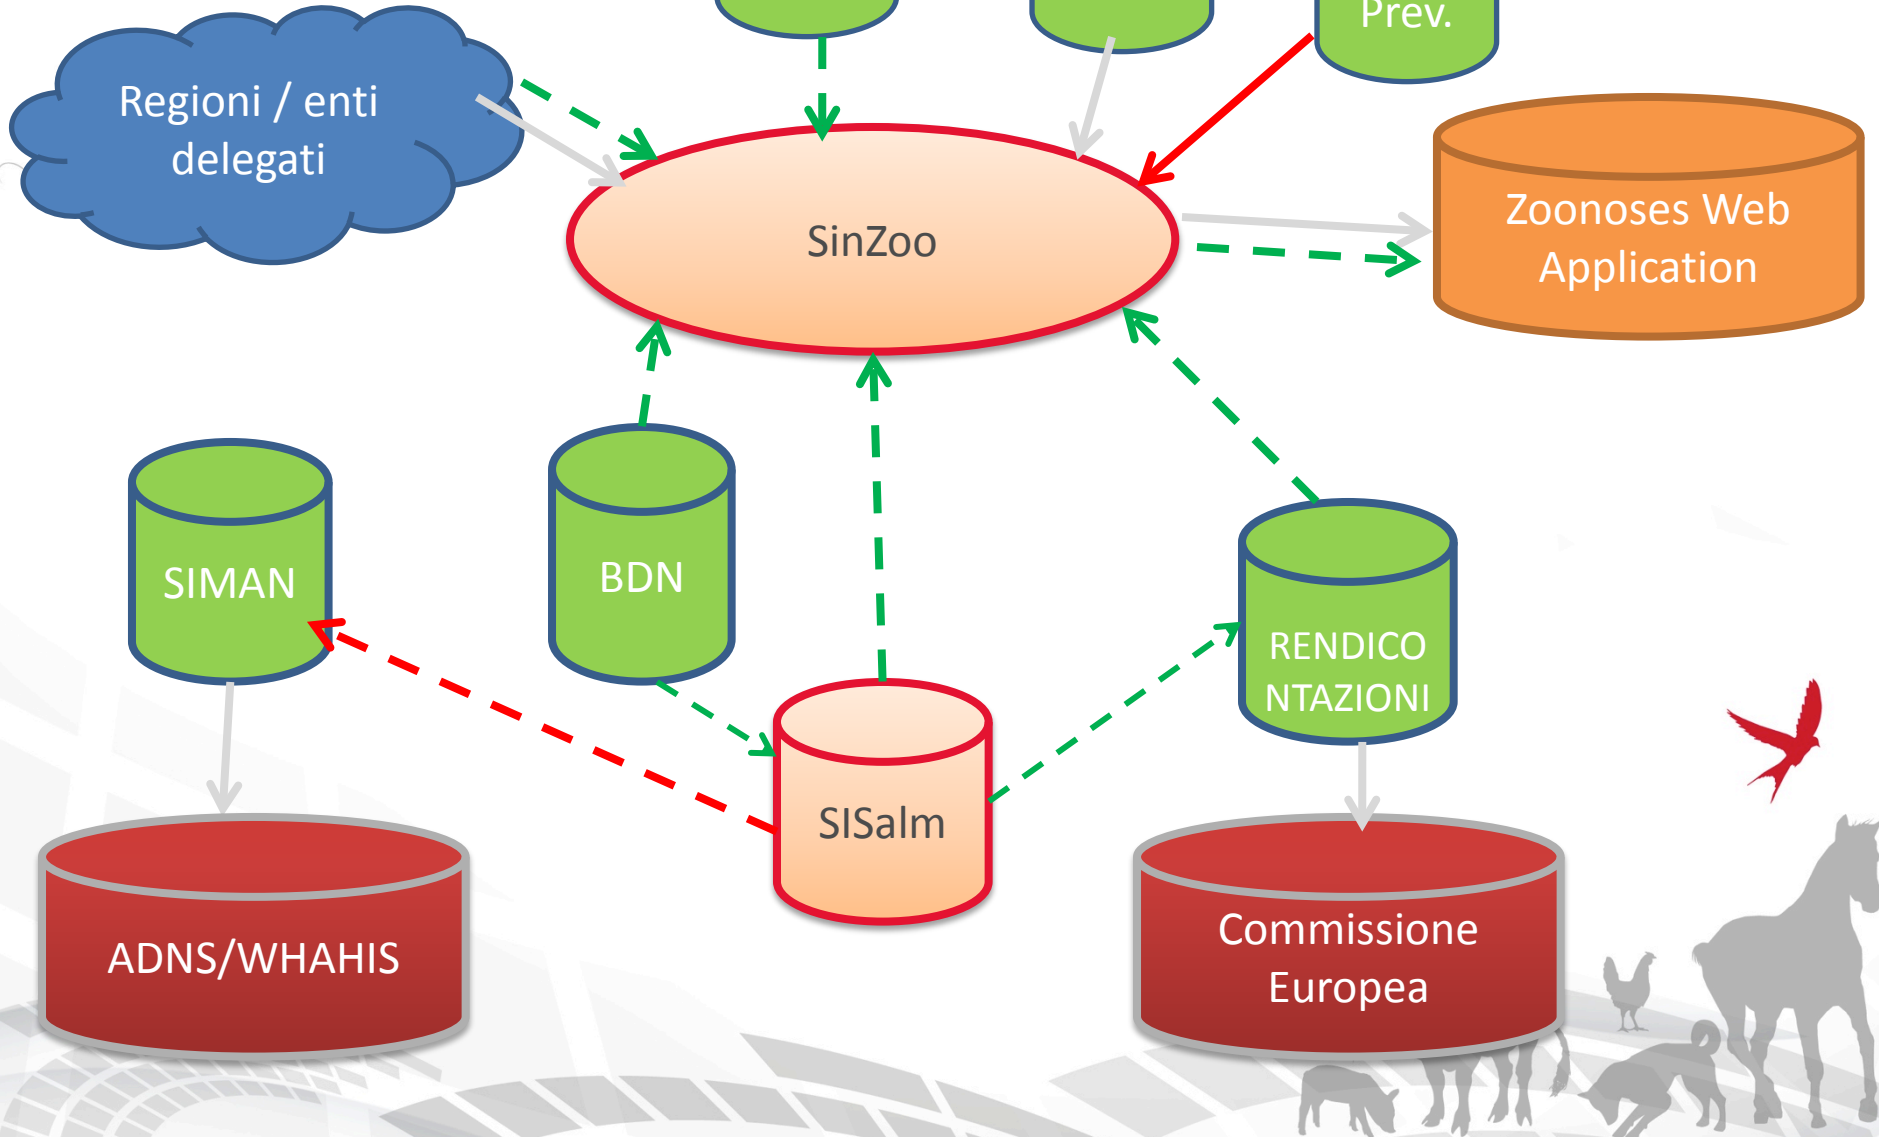 Prev.
Regioni / enti
delegati
SinZoo
Zoonoses Web
Application
SIMAN
BDN
RENDICO
NTAZIONI
SISalm
ADNS/WHAHIS
Commissione
Europea